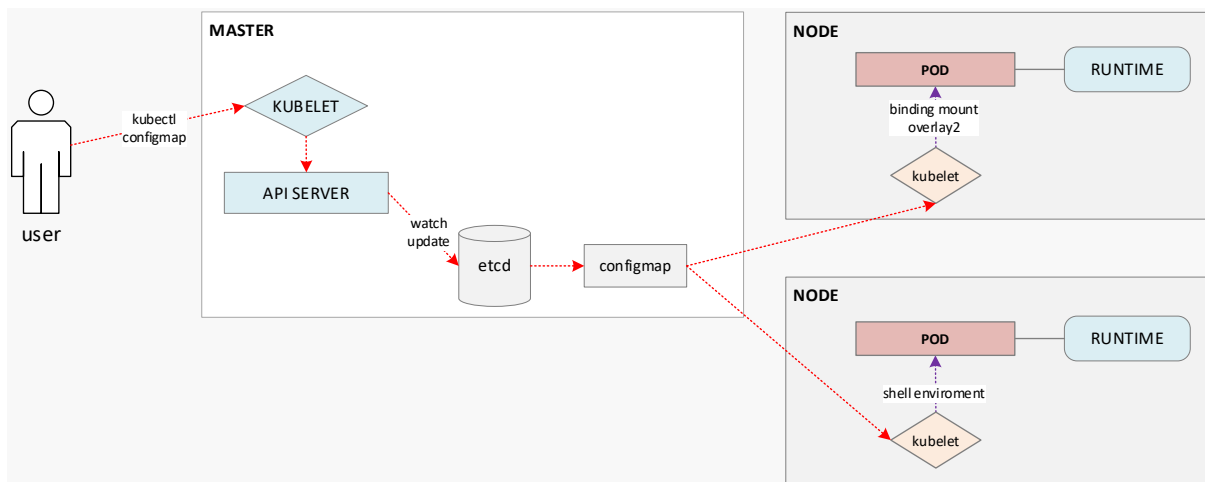 MASTER
KUBELET
kubectl
configmap
API SERVER
user
watch
update
etcd
configmap
NODE
POD
RUNTIME
binding mount
overlay2
kubelet
NODE
POD
RUNTIME
shell enviroment
kubelet